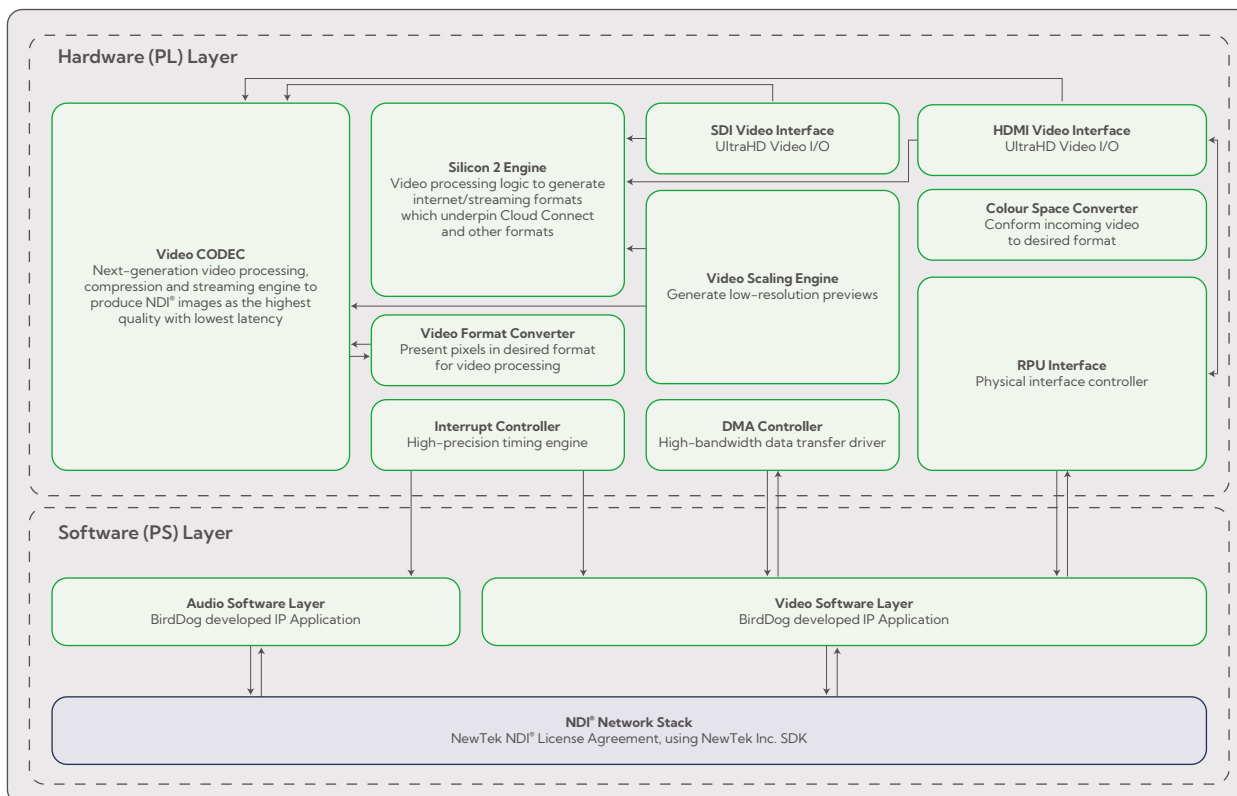 Hardware (PL) Layer
Video CODEC
Next-generation video processing,
compression and streaming engine to
produce NDI® images as the highest
quality with lowest latency
Silicon 2 Engine
Video processing logic to generate
internet/streaming formats
which underpin Cloud Connect
and other formats
Video Format Converter
Present pixels in desired format
for video processing
Interrupt Controller
High-precision timing engine
SDI Video Interface
UltraHD Video I/O
Video Scaling Engine
Generate low-resolution previews
DMA Controller
High-bandwidth data transfer driver
HDMI Video Interface
UltraHD Video I/O
Colour Space Converter
Conform incoming video
to desired format
RPU Interface
Physical interface controller
Software (PS) Layer
Audio Software Layer
BirdDog developed IP Application
Video Software Layer
BirdDog developed IP Application
NDI® Network Stack
NewTek NDI® License Agreement, using NewTek Inc. SDK